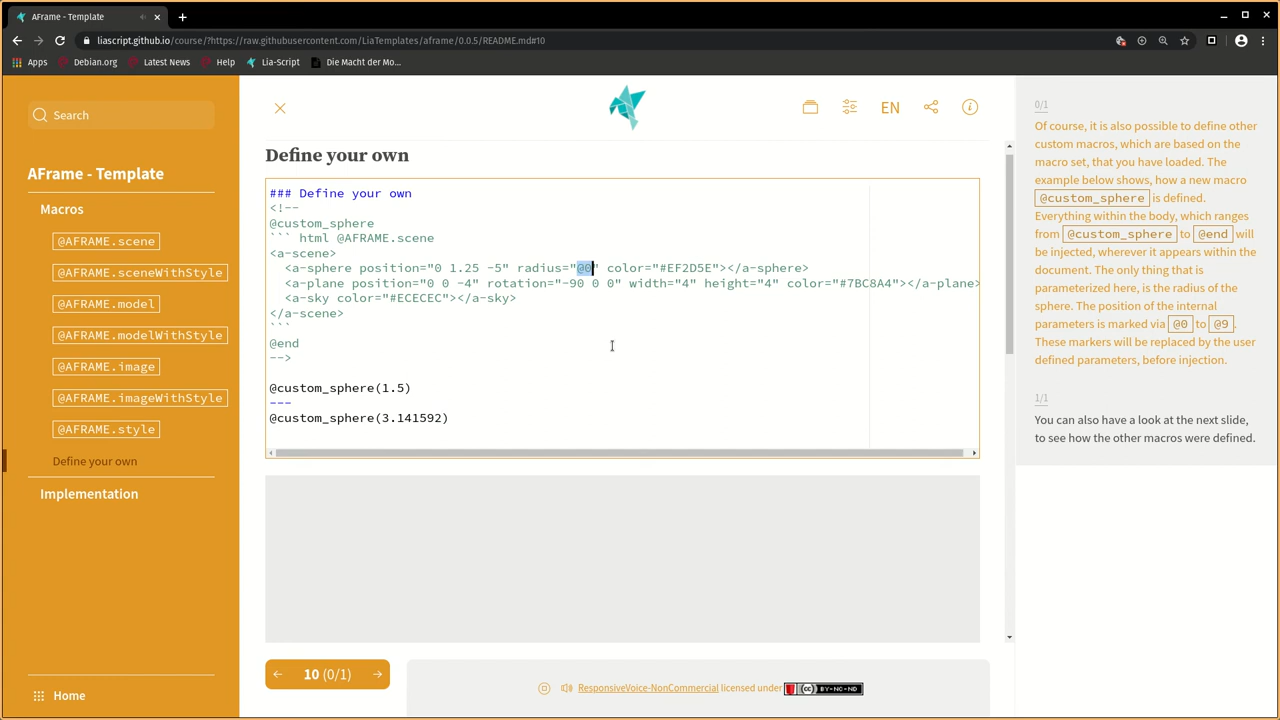 AFrame - Template
liascript.github.io/course/?https://raw.githubusercontent.com/LiaTemplates/aframe/0.0.5/README.md#10
Apps
Debian.org
Latest News
Help
Lia-Script
Die Macht der Mo...
Search
AFrame - Template
Macros
@AFRAME.scene
@AFRAME.sceneWithStyle
@AFRAME.model
@AFRAME.modelWithStyle
@AFRAME.image
@AFRAME.imageWithStyle
@AFRAME.style
Define your own
Implementation
Home
EN
Define your own
### Define your own
<!--
@custom_sphere
``` html @AFRAME.scene
<a-scene>
<a-sphere position="0 1.25 -5" radius="@0" color="#EF2D5E"></a-sphere>
<a-plane position="0 0 -4" rotation="-90 0 0" width="4" height="4" color="#7BC8A4"></a-plane>
<a-sky color="#ECECEC"></a-sky>
</a-scene>
```
@end
-->
@custom_sphere(1.5)
---
@custom_sphere(3.141592)
10 (0/1)
ResponsiveVoice-NonCommercial licensed under
(cc) BY-NC-ND
0/1
Of course, it is also possible to define other
custom macros, which are based on the
macro set, that you have loaded. The
example below shows, how a new macro
@custom_sphere is defined.
Everything within the body, which ranges
from @custom_sphere to @end will
be injected, wherever it appears within the
document. The only thing that is
parameterized here, is the radius of the
sphere. The position of the internal
parameters is marked via @0 to @9 .
These markers will be replaced by the user
defined parameters, before injection.
1/1
You can also have a look at the next slide,
to see how the other macros were defined.